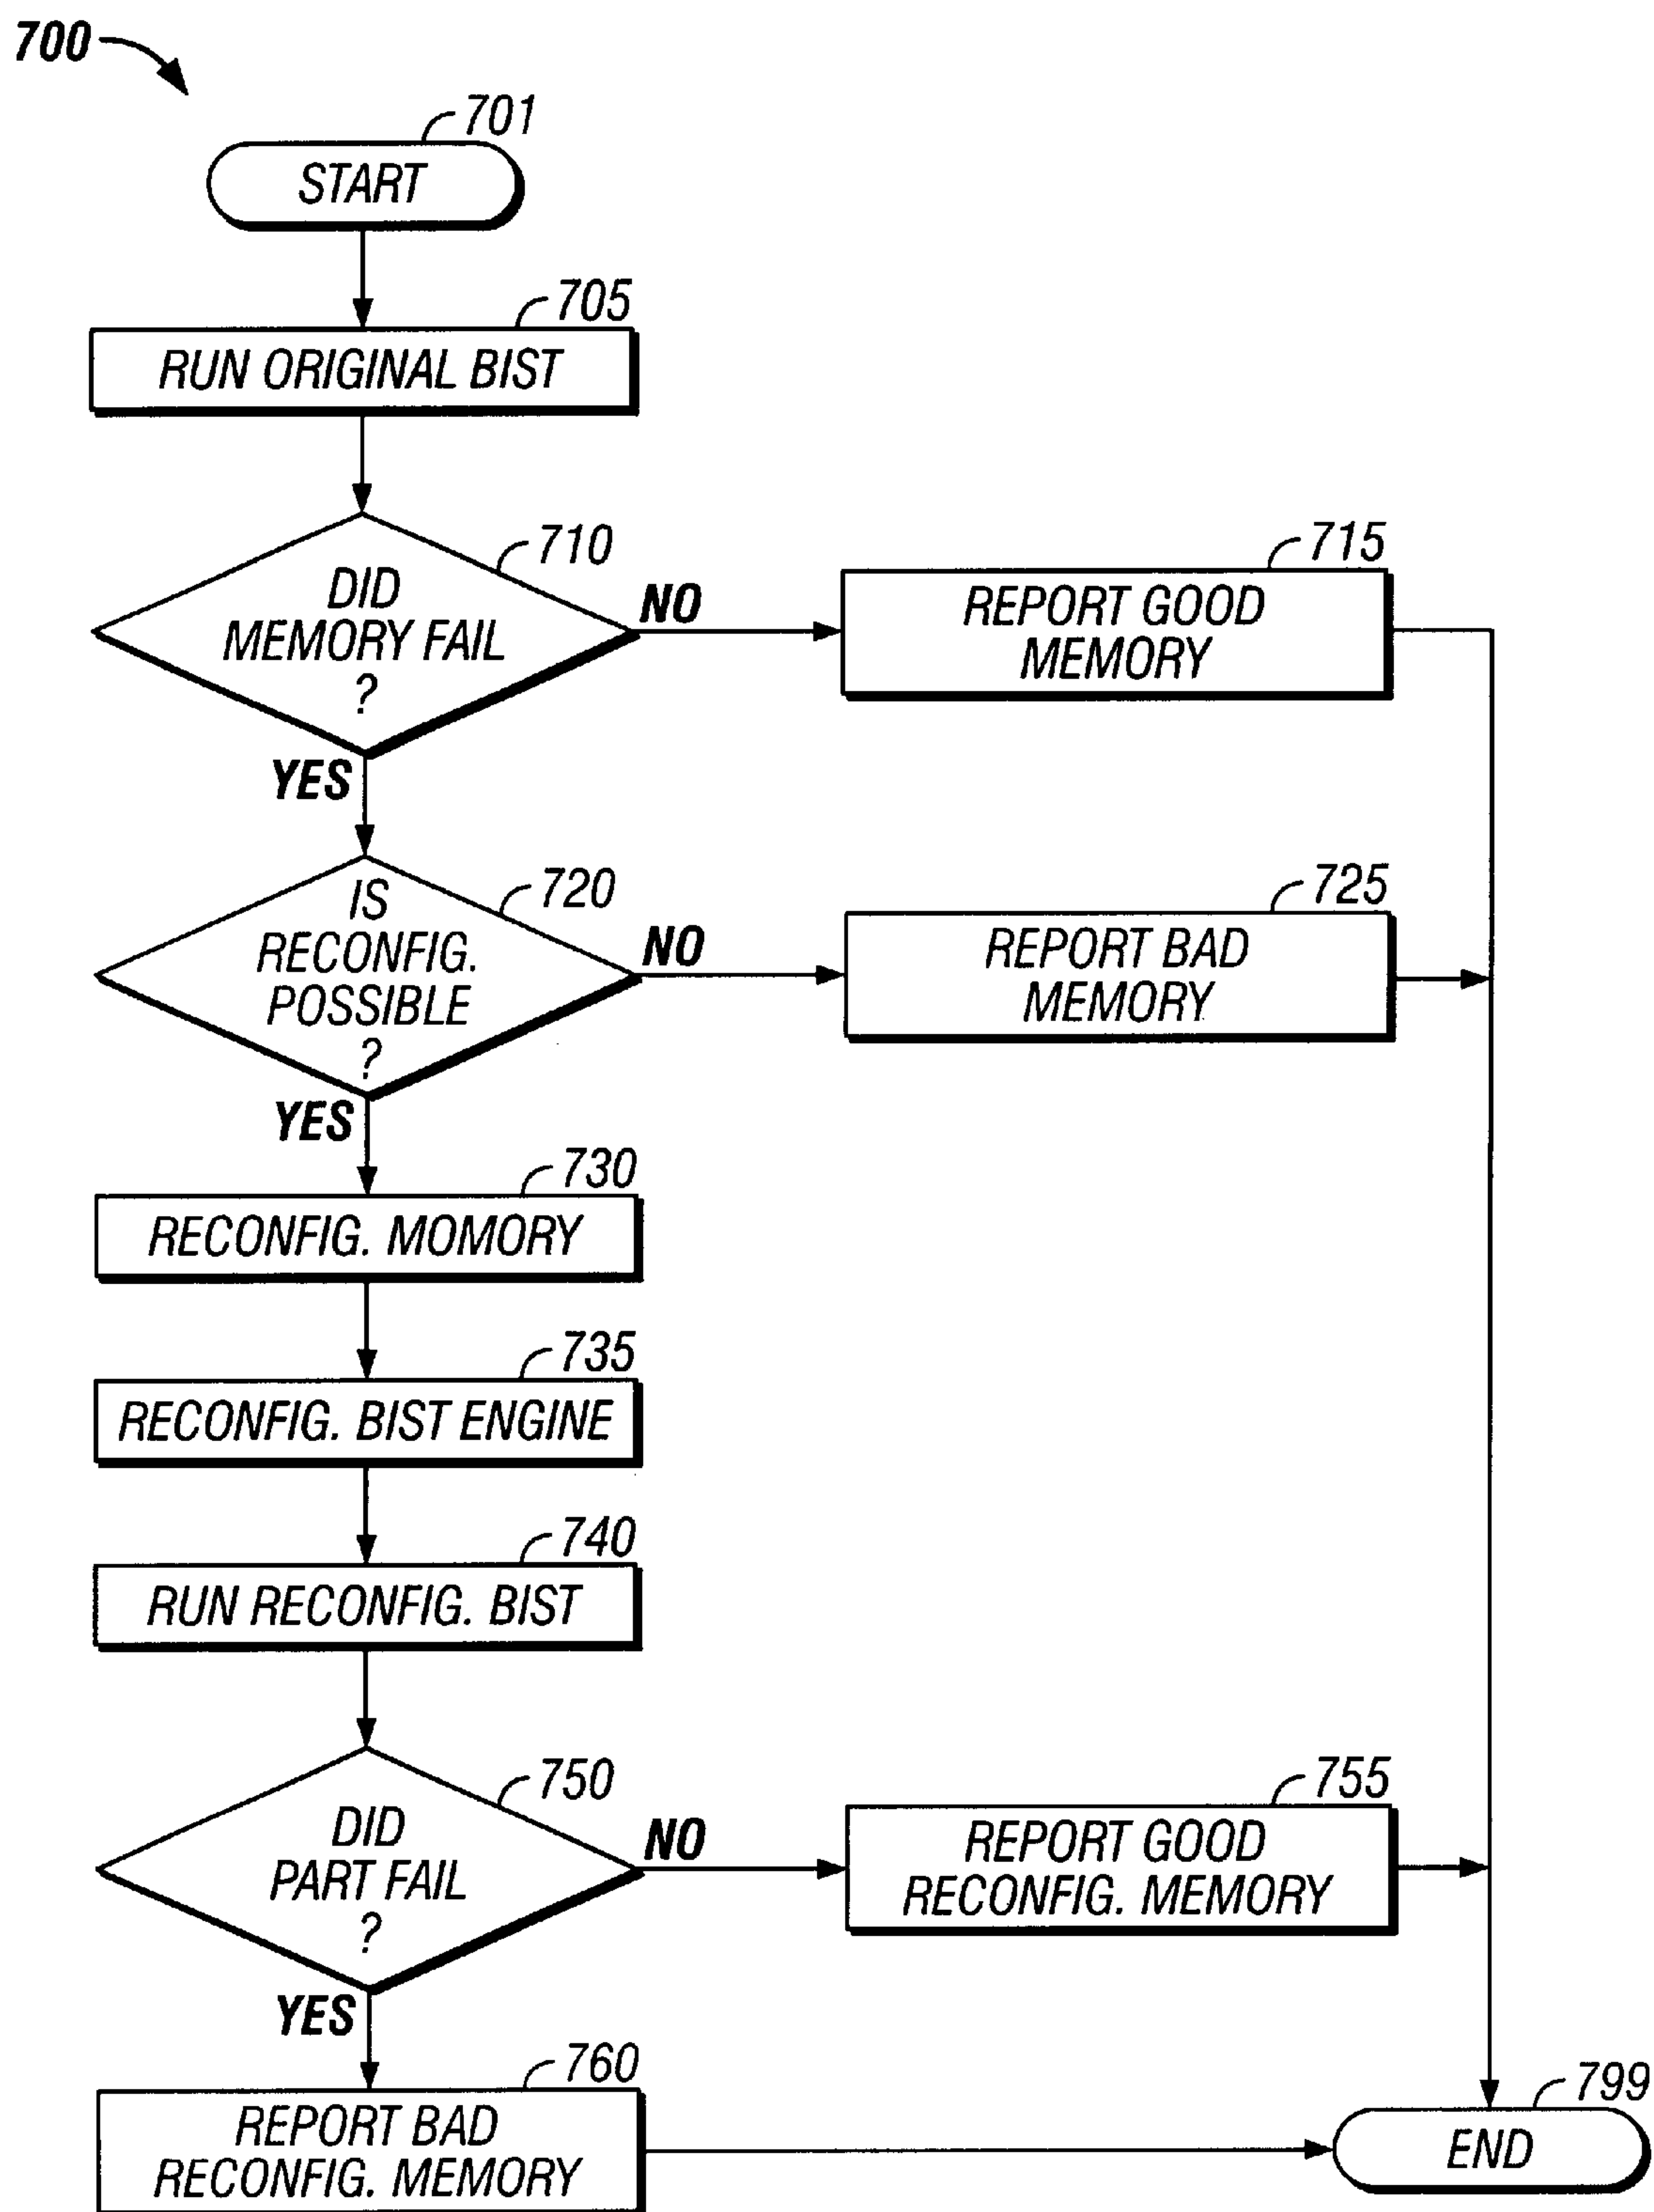 700
701
START
705
RUN ORIGINAL BIST
710
DID
MEMORY FAIL
?
NO
715
REPORT GOOD
MEMORY
YES
720
IS
RECONFIG.
POSSIBLE
?
NO
725
REPORT BAD
MEMORY
YES
730
RECONFIG. MOMORY
735
RECONFIG. BIST ENGINE
740
RUN RECONFIG. BIST
750
DID
PART FAIL
?
NO
755
REPORT GOOD
RECONFIG. MEMORY
YES
760
REPORT BAD
RECONFIG. MEMORY
799
END